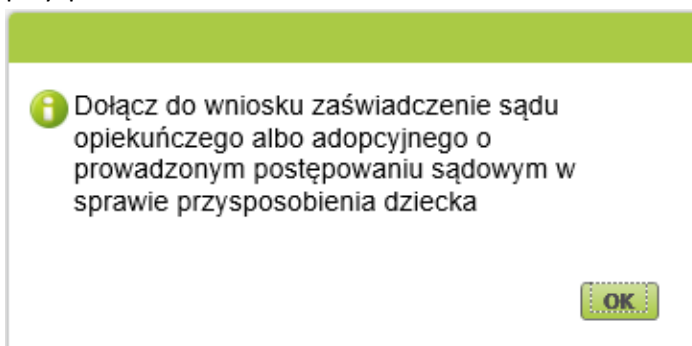 Dołącz do wniosku zaświadczenie sądu
opiekuńczego albo adopcyjnego o
prowadzonym postępowaniu sądowym w
sprawie przysposobienia dziecka
OK